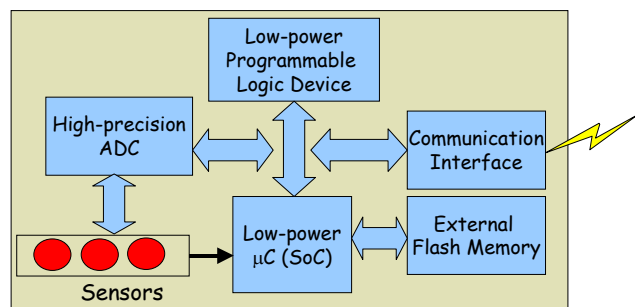 Low-power
Programmable
Logic Device
High-precision
ADC
Communication
Interface
Low-power
μC (SoC)
External
Flash Memory
Sensors